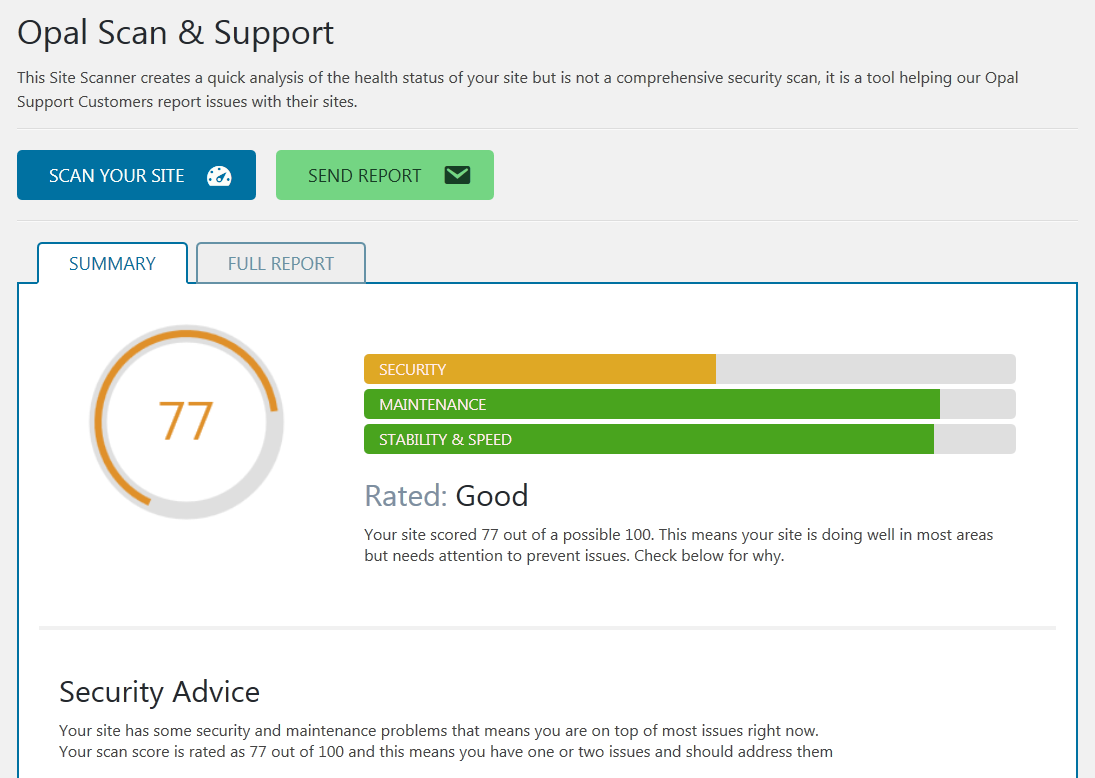 Opal Scan & Support
This Site Scanner creates a quick analysis of the health status of your site but is not a comprehensive security scan, it is a tool helping our Opal
Support Customers report issues with their sites.
SCAN YOUR SITE
SEND REPORT
SUMMARY
FULL REPORT
77
SECURITY
MAINTENANCE
STABILITY & SPEED
Rated: Good
Your site scored 77 out of a possible 100. This means your site is doing well in most areas
but needs attention to prevent issues. Check below for why.
Security Advice
Your site has some security and maintenance problems that means you are on top of most issues right now.
Your scan score is rated as 77 out of 100 and this means you have one or two issues and should address them